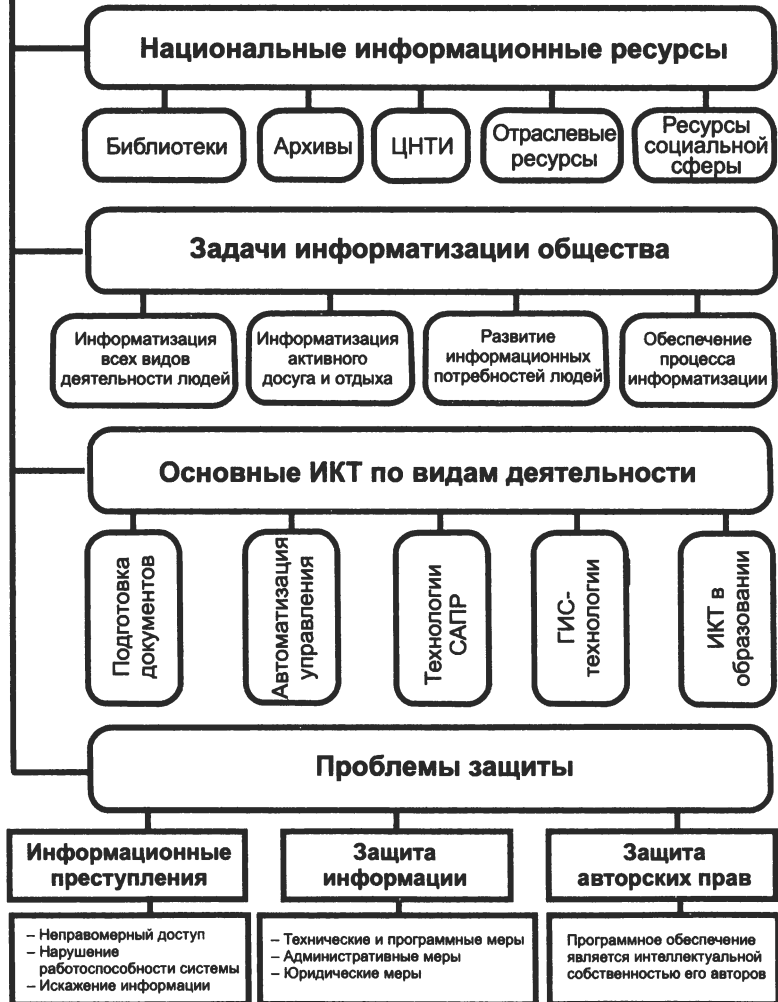 Национальные информационные ресурсы
Библиотеки
Архивы
ЦНТИ
Отраслевые
ресурсы
Ресурсы
социальной
сферы
Задачи информатизации общества
Информатизация
всех видов
деятельности людей
Информатизация
активного
досуга и отдыха
Развитие
информационных
потребностей людей
Обеспечение
процесса
информатизации
Основные ИКТ по видам деятельности
Подготовка
документов
Автоматизация
управления
Технологии
САПР
ГИС-
технологии
ИКТ в
образовании
Проблемы защиты
Информационные
преступления
Защита
информации
Защита
авторских прав
– Неправомерный доступ
– Нарушение
работоспособности системы
– Искажение информации
– Технические и программные меры
– Административные меры
– Юридические меры
Программное обеспечение
является интеллектуальной
собственностью его авторов